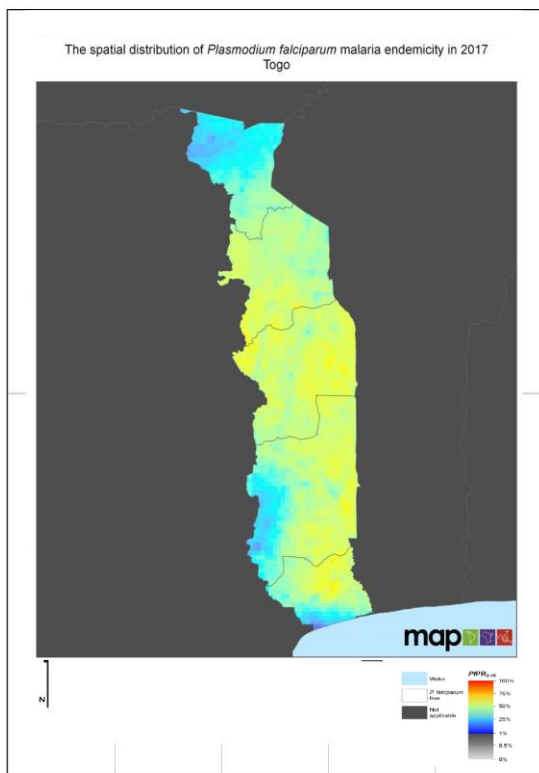 The spatial distribution of Plasmodium falciparum malaria endemicity in 2017
Togo
map
N
Water
P. falciparum
free
Not
applicable
PfPR2-10
100%
75%
50%
25%
1%
0.5%
0%